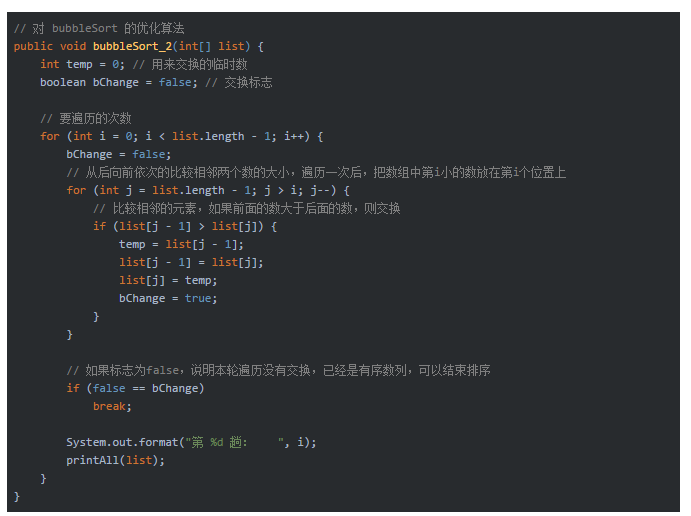 // 对 bubbleSort 的优化算法
public void bubbleSort_2(int[] list) {
    int temp = 0; // 用来交换的临时数
    boolean bChange = false; // 交换标志

    // 要遍历的次数
    for (int i = 0; i < list.length - 1; i++) {
        bChange = false;
        // 从后向前依次的比较相邻两个数的大小，遍历一次后，把数组中第i小的数放在第i个位置上
        for (int j = list.length - 1; j > i; j--) {
            // 比较相邻的元素，如果前面的数大于后面的数，则交换
            if (list[j - 1] > list[j]) {
                temp = list[j - 1];
                list[j - 1] = list[j];
                list[j] = temp;
                bChange = true;
            }
        }

        // 如果标志为false，说明本轮遍历没有交换，已经是有序数列，可以结束排序
        if (false == bChange)
            break;

        System.out.format("第 %d 趟:    ", i);
        printAll(list);
    }
}